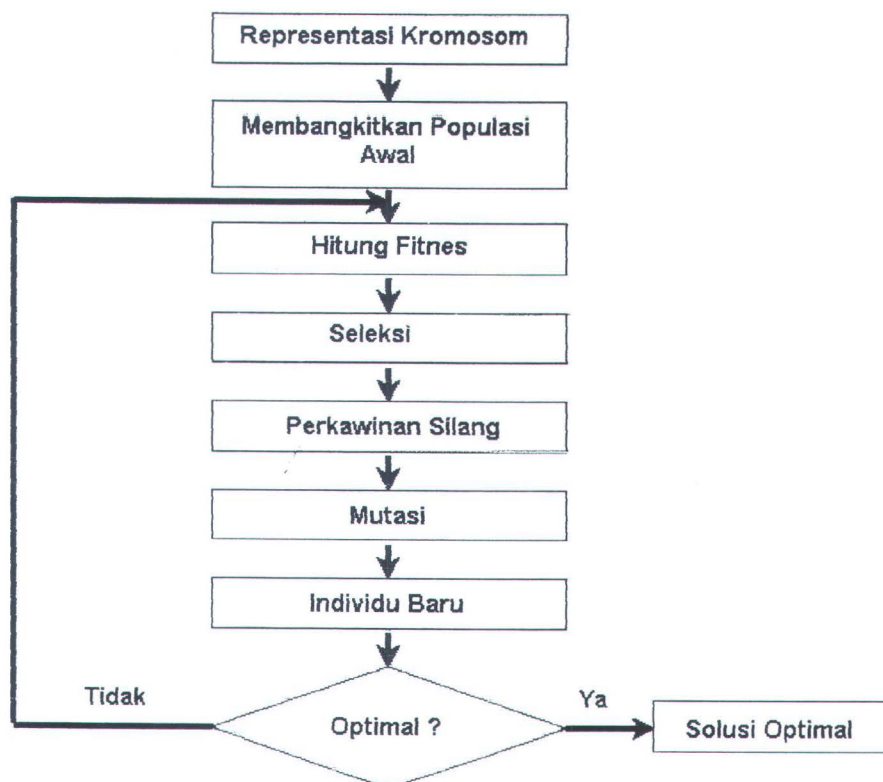 Representasi Kromosom
Membangkitkan Populasi
Awal
Hitung Fitnes
Seleksi
Perkawinan Silang
Mutasi
Individu Baru
Tidak
Optimal ?
Ya
Solusi Optimal